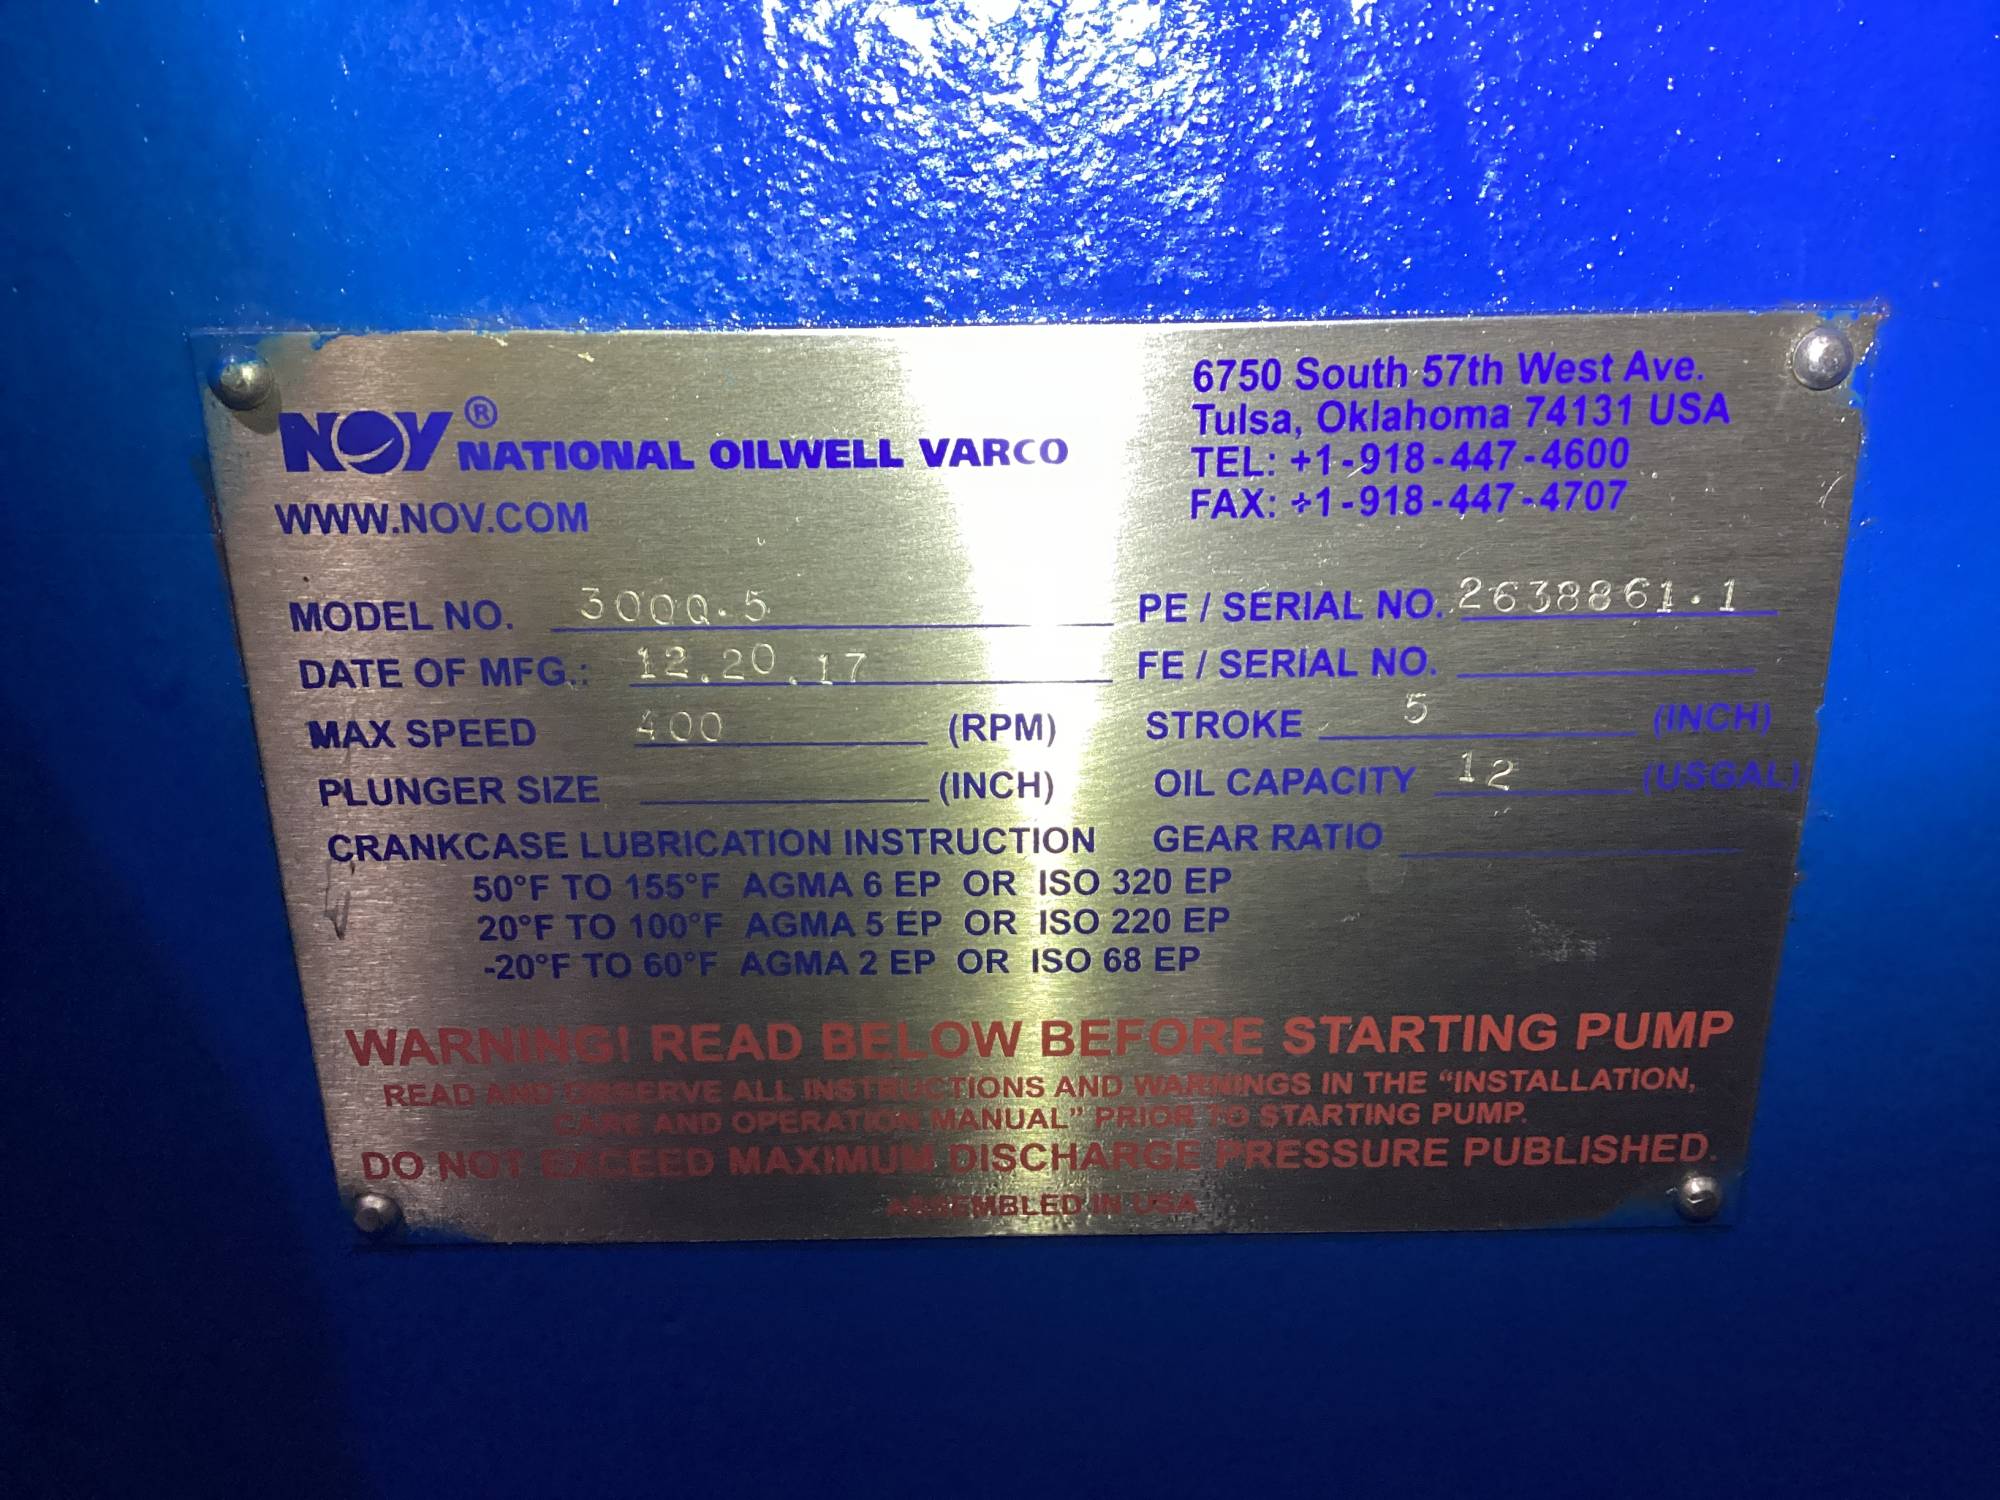 6750 South 57th West Ave.
Tulsa, Oklahoma 74131 USA
TEL: +1-918-447-4600
FAX: +1-918-447-4707
NOV® NATIONAL OILWELL VARCO
WWW.NOV.COM
MODEL NO. 300Q.5 PE / SERIAL NO. 2638861.1
DATE OF MFG.: 12.20.17 FE / SERIAL NO.
MAX SPEED 400 (RPM) STROKE 5 (INCH)
PLUNGER SIZE (INCH) OIL CAPACITY 12 (USGAL)
CRANKCASE LUBRICATION INSTRUCTION GEAR RATIO
50°F TO 155°F AGMA 6 EP OR ISO 320 EP
20°F TO 100°F AGMA 5 EP OR ISO 220 EP
-20°F TO 60°F AGMA 2 EP OR ISO 68 EP
WARNING! READ BELOW BEFORE STARTING PUMP
READ AND OBSERVE ALL INSTRUCTIONS AND WARNINGS IN THE “INSTALLATION,
CARE AND OPERATION MANUAL” PRIOR TO STARTING PUMP.
DO NOT EXCEED MAXIMUM DISCHARGE PRESSURE PUBLISHED.
ASSEMBLED IN USA